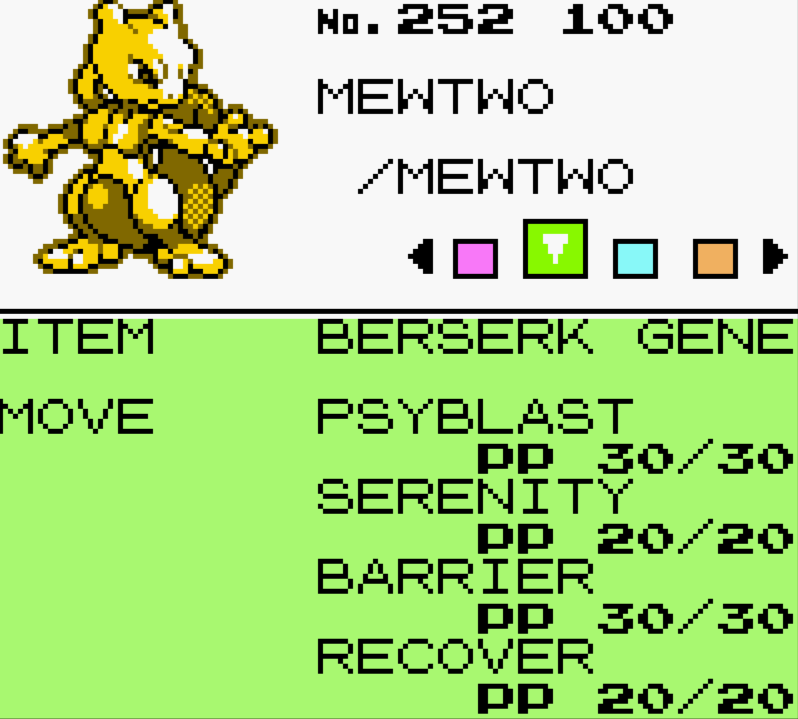 No. 252 100
MEWTWO
/MEWTWO
ITEM BERSERK GENE
MOVE PSYBLAST
PP 30/30
SERENITY
PP 20/20
BARRIER
PP 30/30
RECOVER
PP 20/20